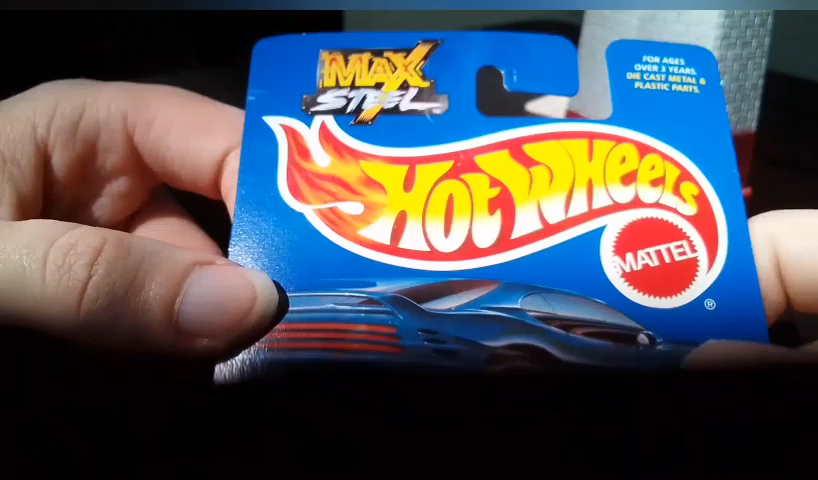 MAX
STEEL
FOR AGES
OVER 3 YEARS.
DIE CAST METAL &
PLASTIC PARTS.
HOT WHEELS
MATTEL
®